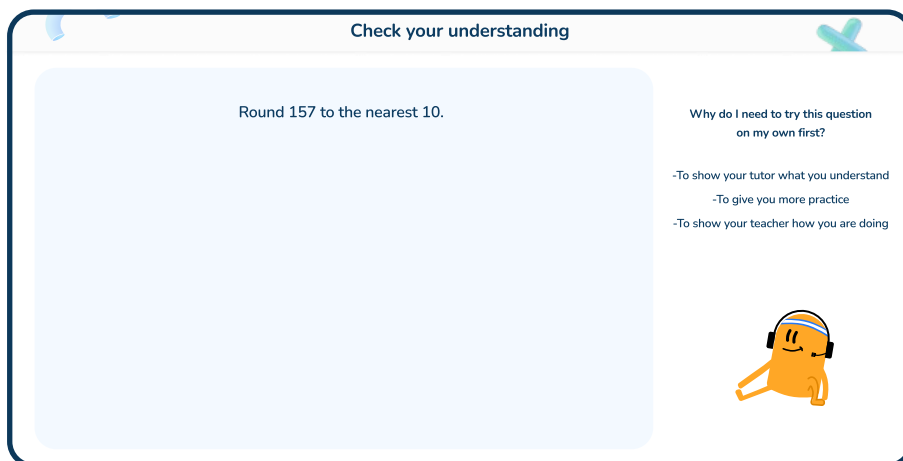 Check your understanding
Round 157 to the nearest 10.
Why do I need to try this question
on my own first?
-To show your tutor what you understand
-To give you more practice
-To show your teacher how you are doing